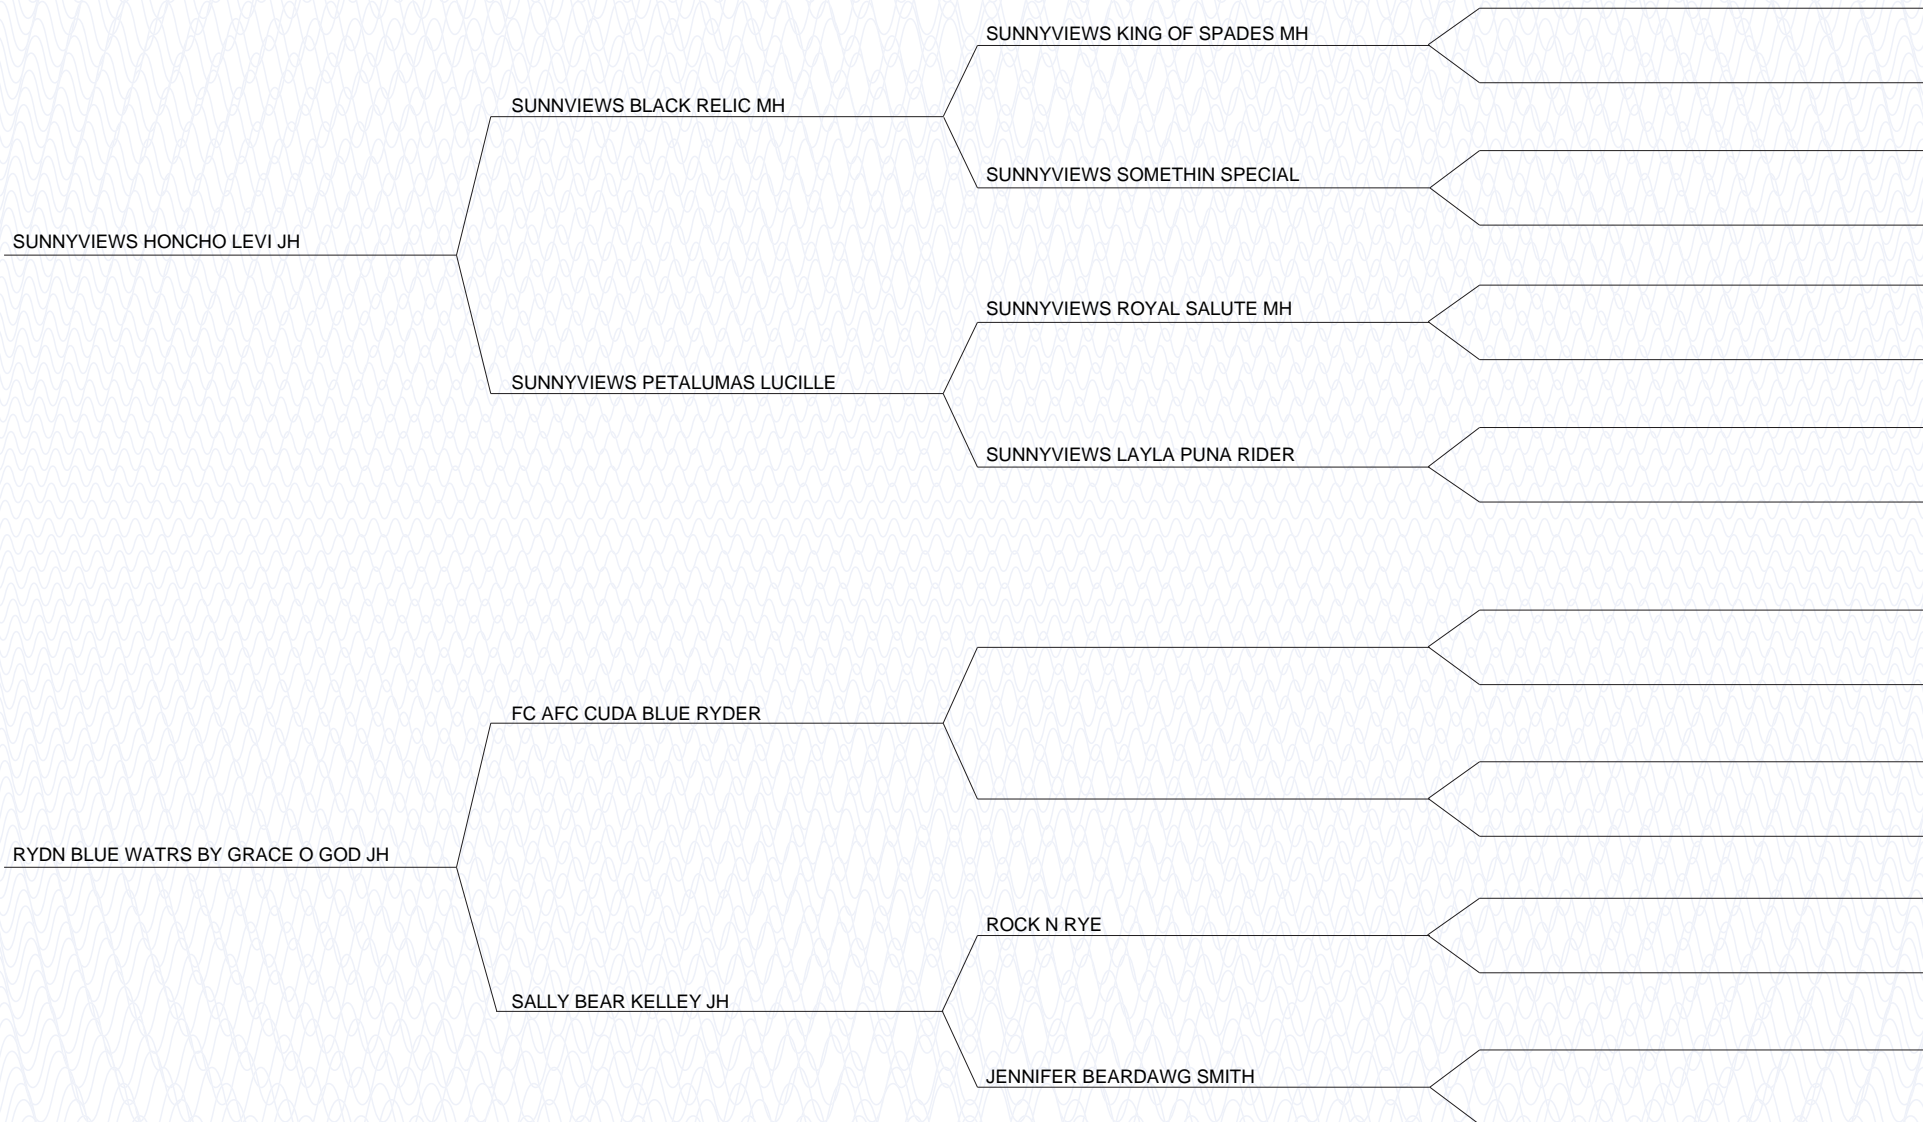 SUNNYVIEWS KING OF SPADES MH
SUNNVIEWS BLACK RELIC MH
SUNNYVIEWS SOMETHIN SPECIAL
SUNNYVIEWS HONCHO LEVI JH
SUNNYVIEWS ROYAL SALUTE MH
SUNNYVIEWS PETALUMAS LUCILLE
SUNNYVIEWS LAYLA PUNA RIDER
FC AFC CUDA BLUE RYDER
RYDN BLUE WATRS BY GRACE O GOD JH
ROCK N RYE
SALLY BEAR KELLEY JH
JENNIFER BEARDAWG SMITH